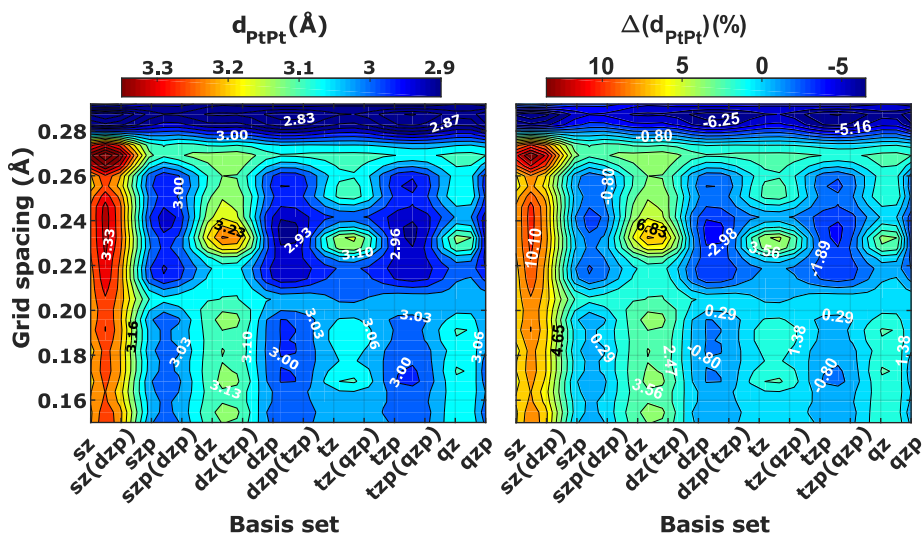 d_PtPt(Å)
3.3 3.2 3.1 3 2.9
Δ(d_PtPt)(%)
10 5 0 -5
Grid spacing (Å)
0.28
0.26
0.24
0.22
0.20
0.18
0.16
2.83
3.00
2.87
3.00
3.33
3.23
2.93
3.10
2.96
3.16
3.03
3.10
3.13
3.03
3.00
3.06
3.03
3.00
3.06
-6.25
-0.80
-5.16
-0.80
10.10
6.83
-2.98
3.56
-1.89
4.65
0.29
2.47
3.56
0.29
-0.80
1.38
0.29
-0.80
1.38
sz
sz(dzp)
szp
szp(dzp)
dz
dz(tzp)
dzp
dzp(tzp)
tz
tz(qzp)
tzp
tzp(qzp)
qz
qzp
Basis set
sz
sz(dzp)
szp
szp(dzp)
dz
dz(tzp)
dzp
dzp(tzp)
tz
tz(qzp)
tzp
tzp(qzp)
qz
qzp
Basis set